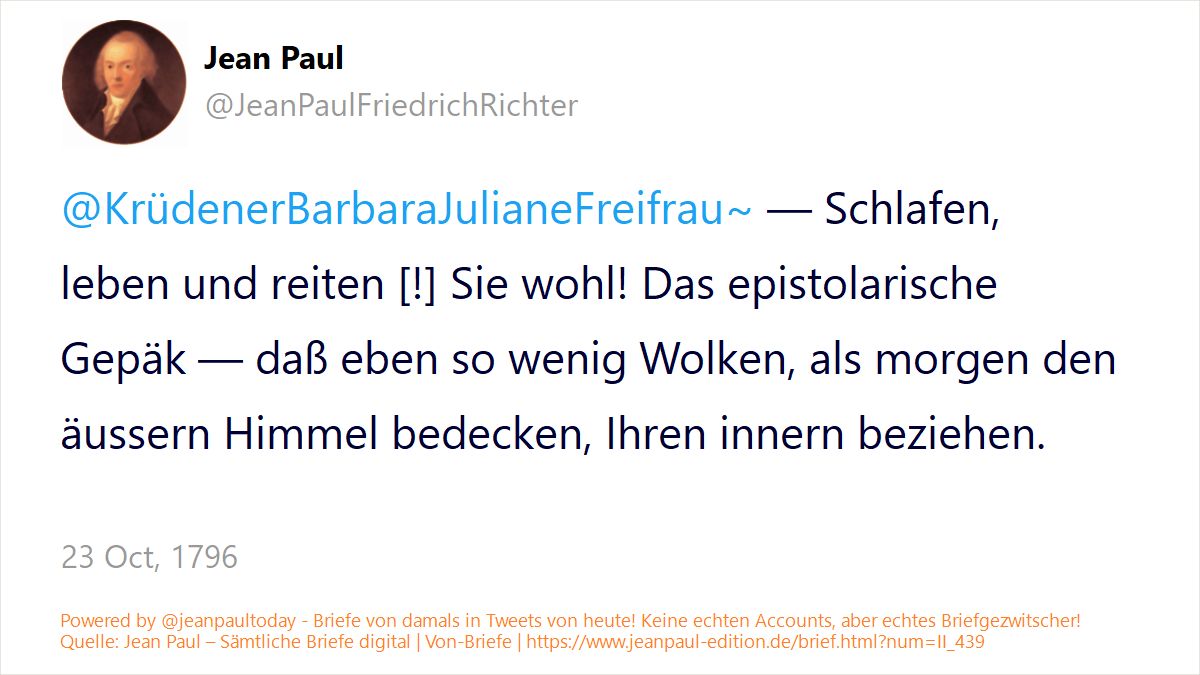 Jean Paul
@JeanPaulFriedrichRichter
@KrüdenerBarbaraJulianeFreifrau~ — Schlafen,
leben und reiten [!] Sie wohl! Das epistolarische
Gepäk — daß eben so wenig Wolken, als morgen den
äussern Himmel bedecken, Ihren innern beziehen.
23 Oct, 1796
Powered by @jeanpaultoday - Briefe von damals in Tweets von heute! Keine echten Accounts, aber echtes Briefgezwitscher!
Quelle: Jean Paul – Sämtliche Briefe digital | Von-Briefe | https://www.jeanpaul-edition.de/brief.html?num=II_439